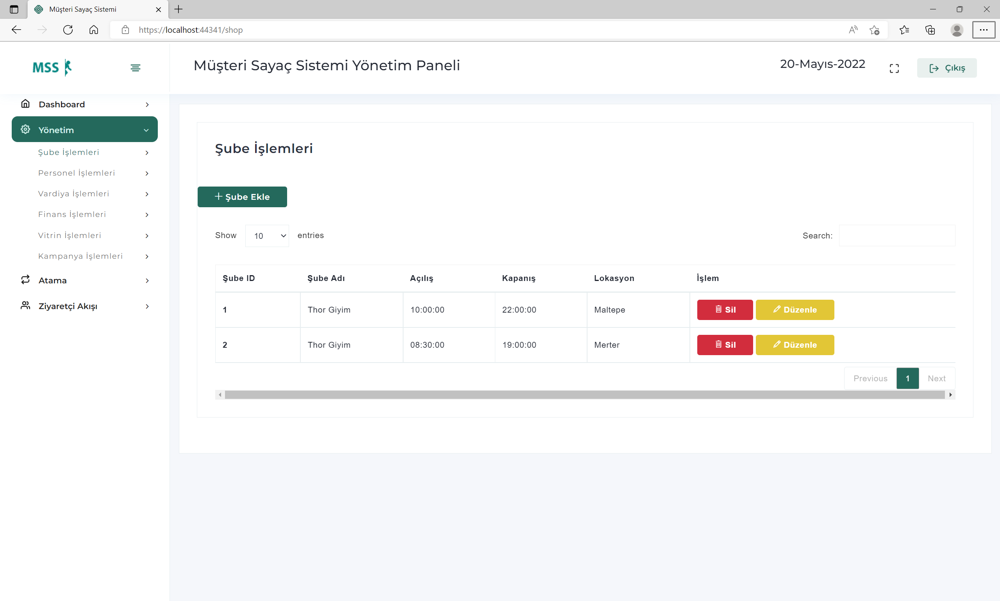 Müşteri Sayaç Sistemi
https://localhost:44341/shop
MSS
Müşteri Sayaç Sistemi Yönetim Paneli
20-Mayıs-2022
Çıkış
Dashboard
Yönetim
Şube İşlemleri
Personel İşlemleri
Vardiya İşlemleri
Finans İşlemleri
Vitrin İşlemleri
Kampanya İşlemleri
Atama
Ziyaretçi Akışı
Şube İşlemleri
Şube Ekle
Show 10 entries
Search:
Şube ID Şube Adı Açılış Kapanış Lokasyon İşlem
1 Thor Giyim 10:00:00 22:00:00 Maltepe Sil Düzenle
2 Thor Giyim 08:30:00 19:00:00 Merter Sil Düzenle
Previous 1 Next